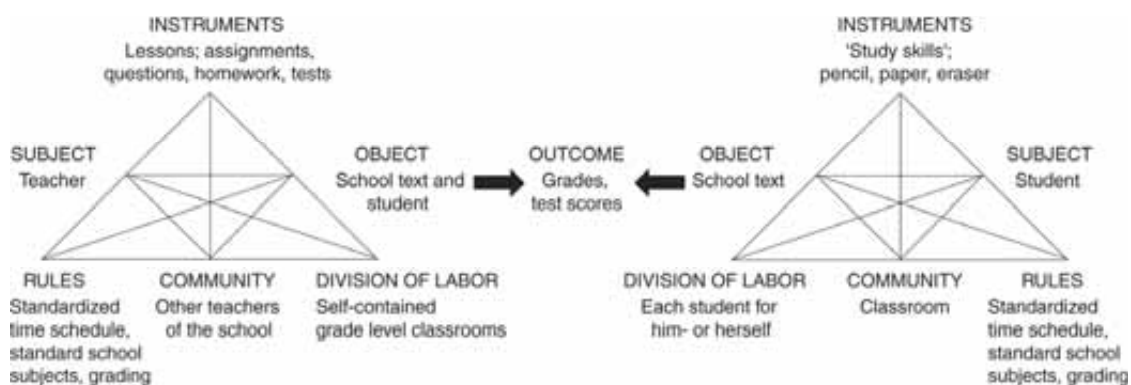 INSTRUMENTS
Lessons; assignments,
questions, homework, tests
SUBJECT
Teacher
OBJECT
School text and
student
RULES
Standardized
time schedule,
standard school
subjects, grading
COMMUNITY
Other teachers
of the school
DIVISION OF LABOR
Self-contained
grade level classrooms
OUTCOME
Grades,
test scores
INSTRUMENTS
'Study skills';
pencil, paper, eraser
OBJECT
School text
SUBJECT
Student
DIVISION OF LABOR
Each student for
him- or herself
COMMUNITY
Classroom
RULES
Standardized
time schedule,
standard school
subjects, grading